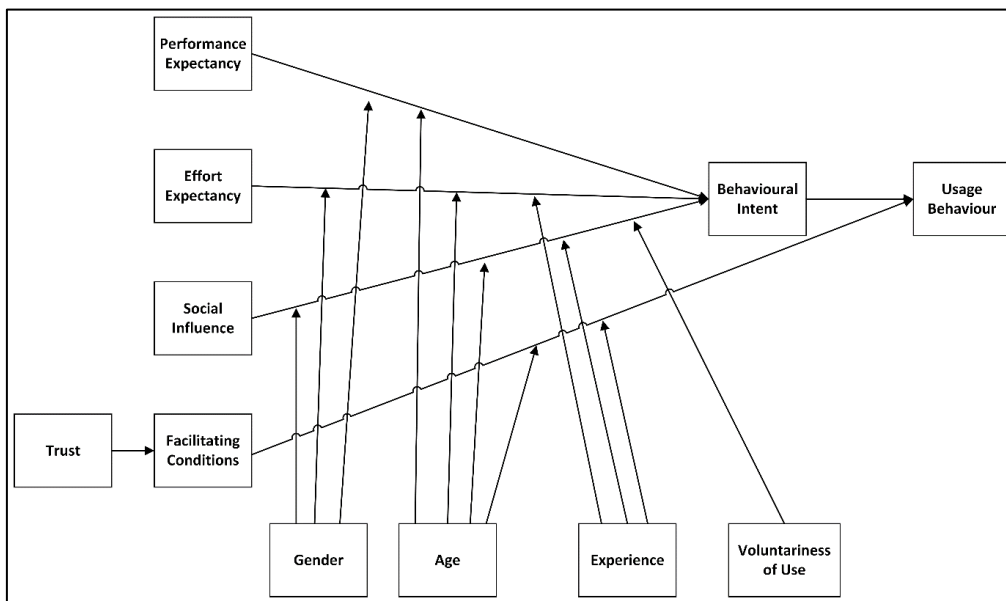 Performance
Expectancy
Effort
Expectancy
Behavioural
Intent
Usage
Behaviour
Social
Influence
Trust
Facilitating
Conditions
Gender
Age
Experience
Voluntariness
of Use